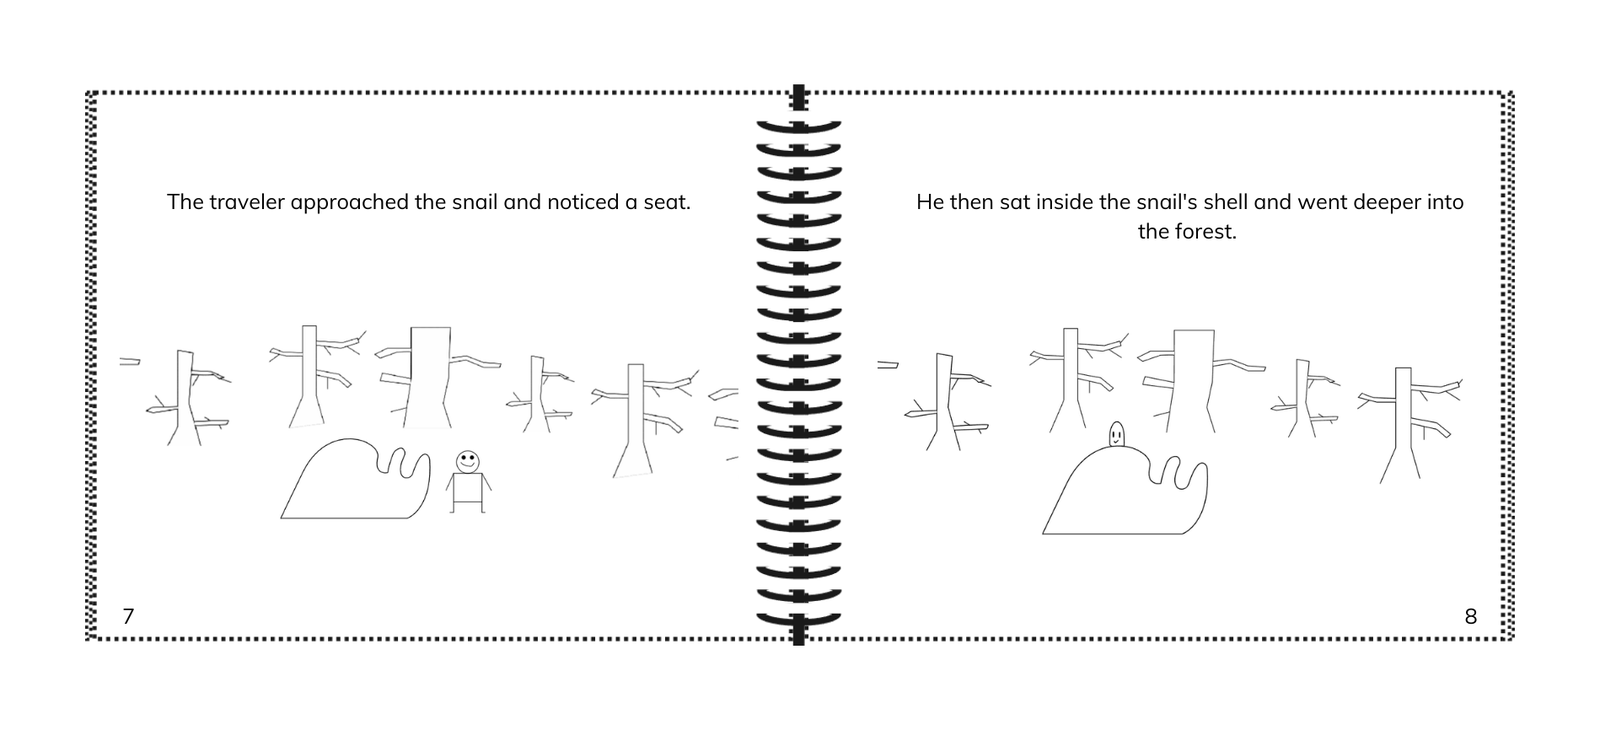 The traveler approached the snail and noticed a seat.
7
He then sat inside the snail's shell and went deeper into
the forest.
8